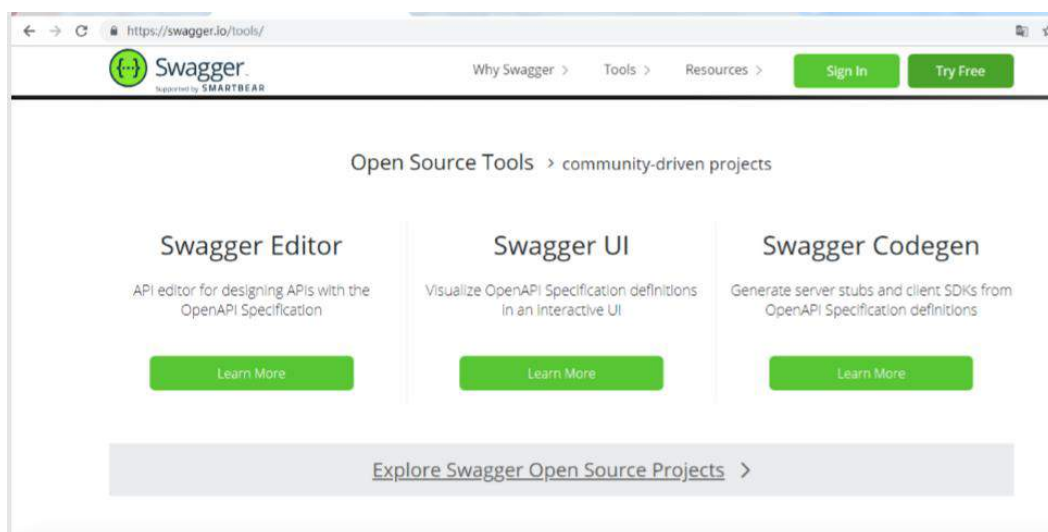 https://swagger.io/tools/
{...} Swagger.
Supported by SMARTBEAR
Why Swagger > Tools > Resources > Sign In Try Free
Open Source Tools > community-driven projects
Swagger Editor
API editor for designing APIs with the
OpenAPI Specification
Learn More
Swagger UI
Visualize OpenAPI Specification definitions
in an interactive UI
Learn More
Swagger Codegen
Generate server stubs and client SDKs from
OpenAPI Specification definitions
Learn More
Explore Swagger Open Source Projects >